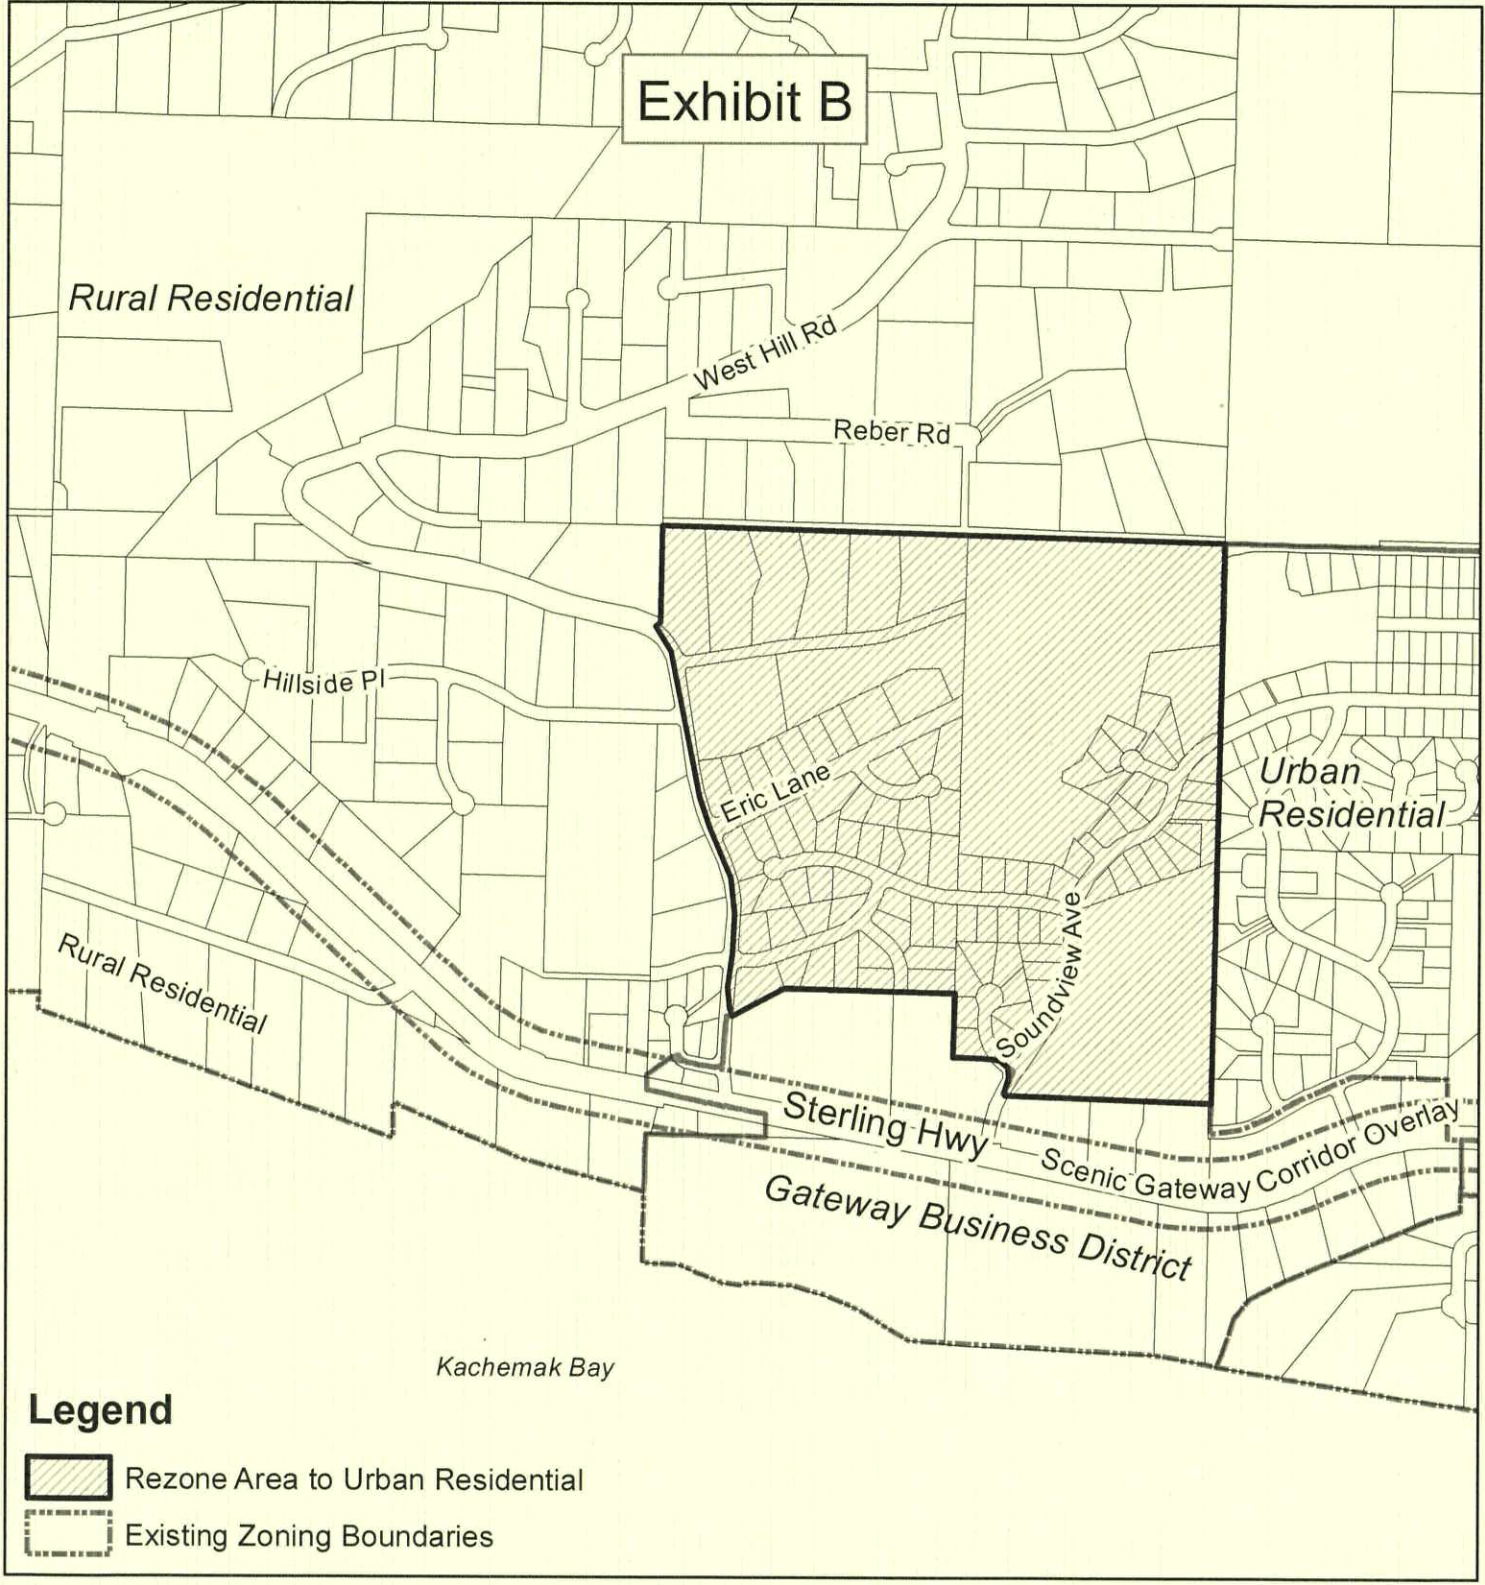 Exhibit B
Rural Residential
West Hill Rd
Reber Rd
Hillside Pl
Eric Lane
Urban
Residential
Soundview Ave
Rural Residential
Sterling Hwy
Scenic Gateway Corridor Overlay
Gateway Business District
Kachemak Bay
Legend
Rezone Area to Urban Residential
Existing Zoning Boundaries